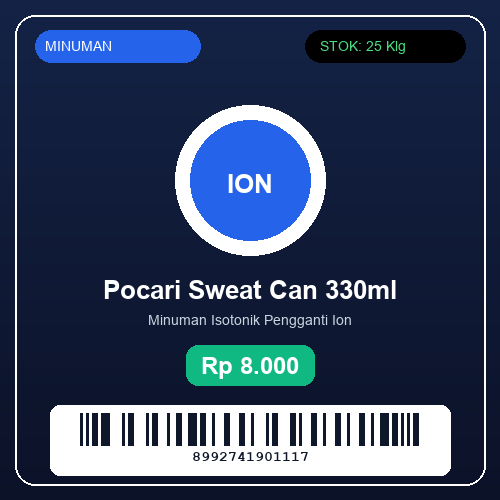 MINUMAN
STOK: 25 Klg
ION
Pocari Sweat Can 330ml
Minuman Isotonik Pengganti Ion
Rp 8.000
8992741901117